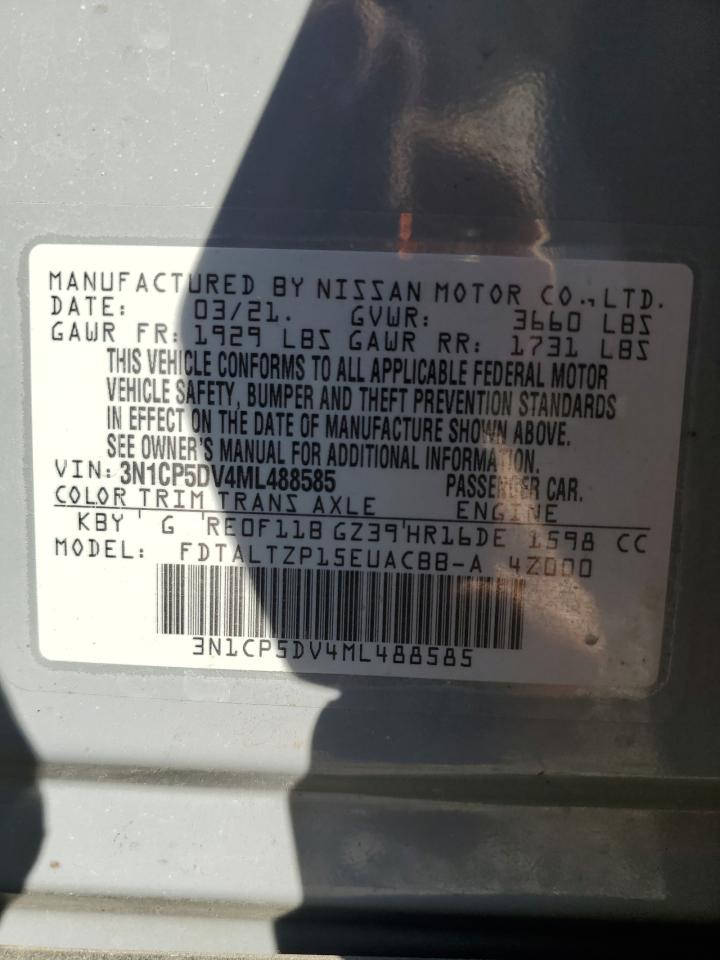 MANUFACTURED BY NISSAN MOTOR CO.,LTD.
DATE: 03/21. GVWR: 3660 LBS
GAWR FR: 1929 LBS GAWR RR: 1731 LBS
THIS VEHICLE CONFORMS TO ALL APPLICABLE FEDERAL MOTOR
VEHICLE SAFETY, BUMPER AND THEFT PREVENTION STANDARDS
IN EFFECT ON THE DATE OF MANUFACTURE SHOWN ABOVE.
SEE OWNER'S MANUAL FOR ADDITIONAL INFORMATION.
VIN: 3N1CP5DV4ML488585 PASSENGER CAR.
COLOR TRIM TRANS AXLE ENGINE
KBY G RE0F11B GZ39 HR16DE 1598 CC
MODEL: FDTALTZP15EUACBB-A 4Z000
3N1CP5DV4ML488585